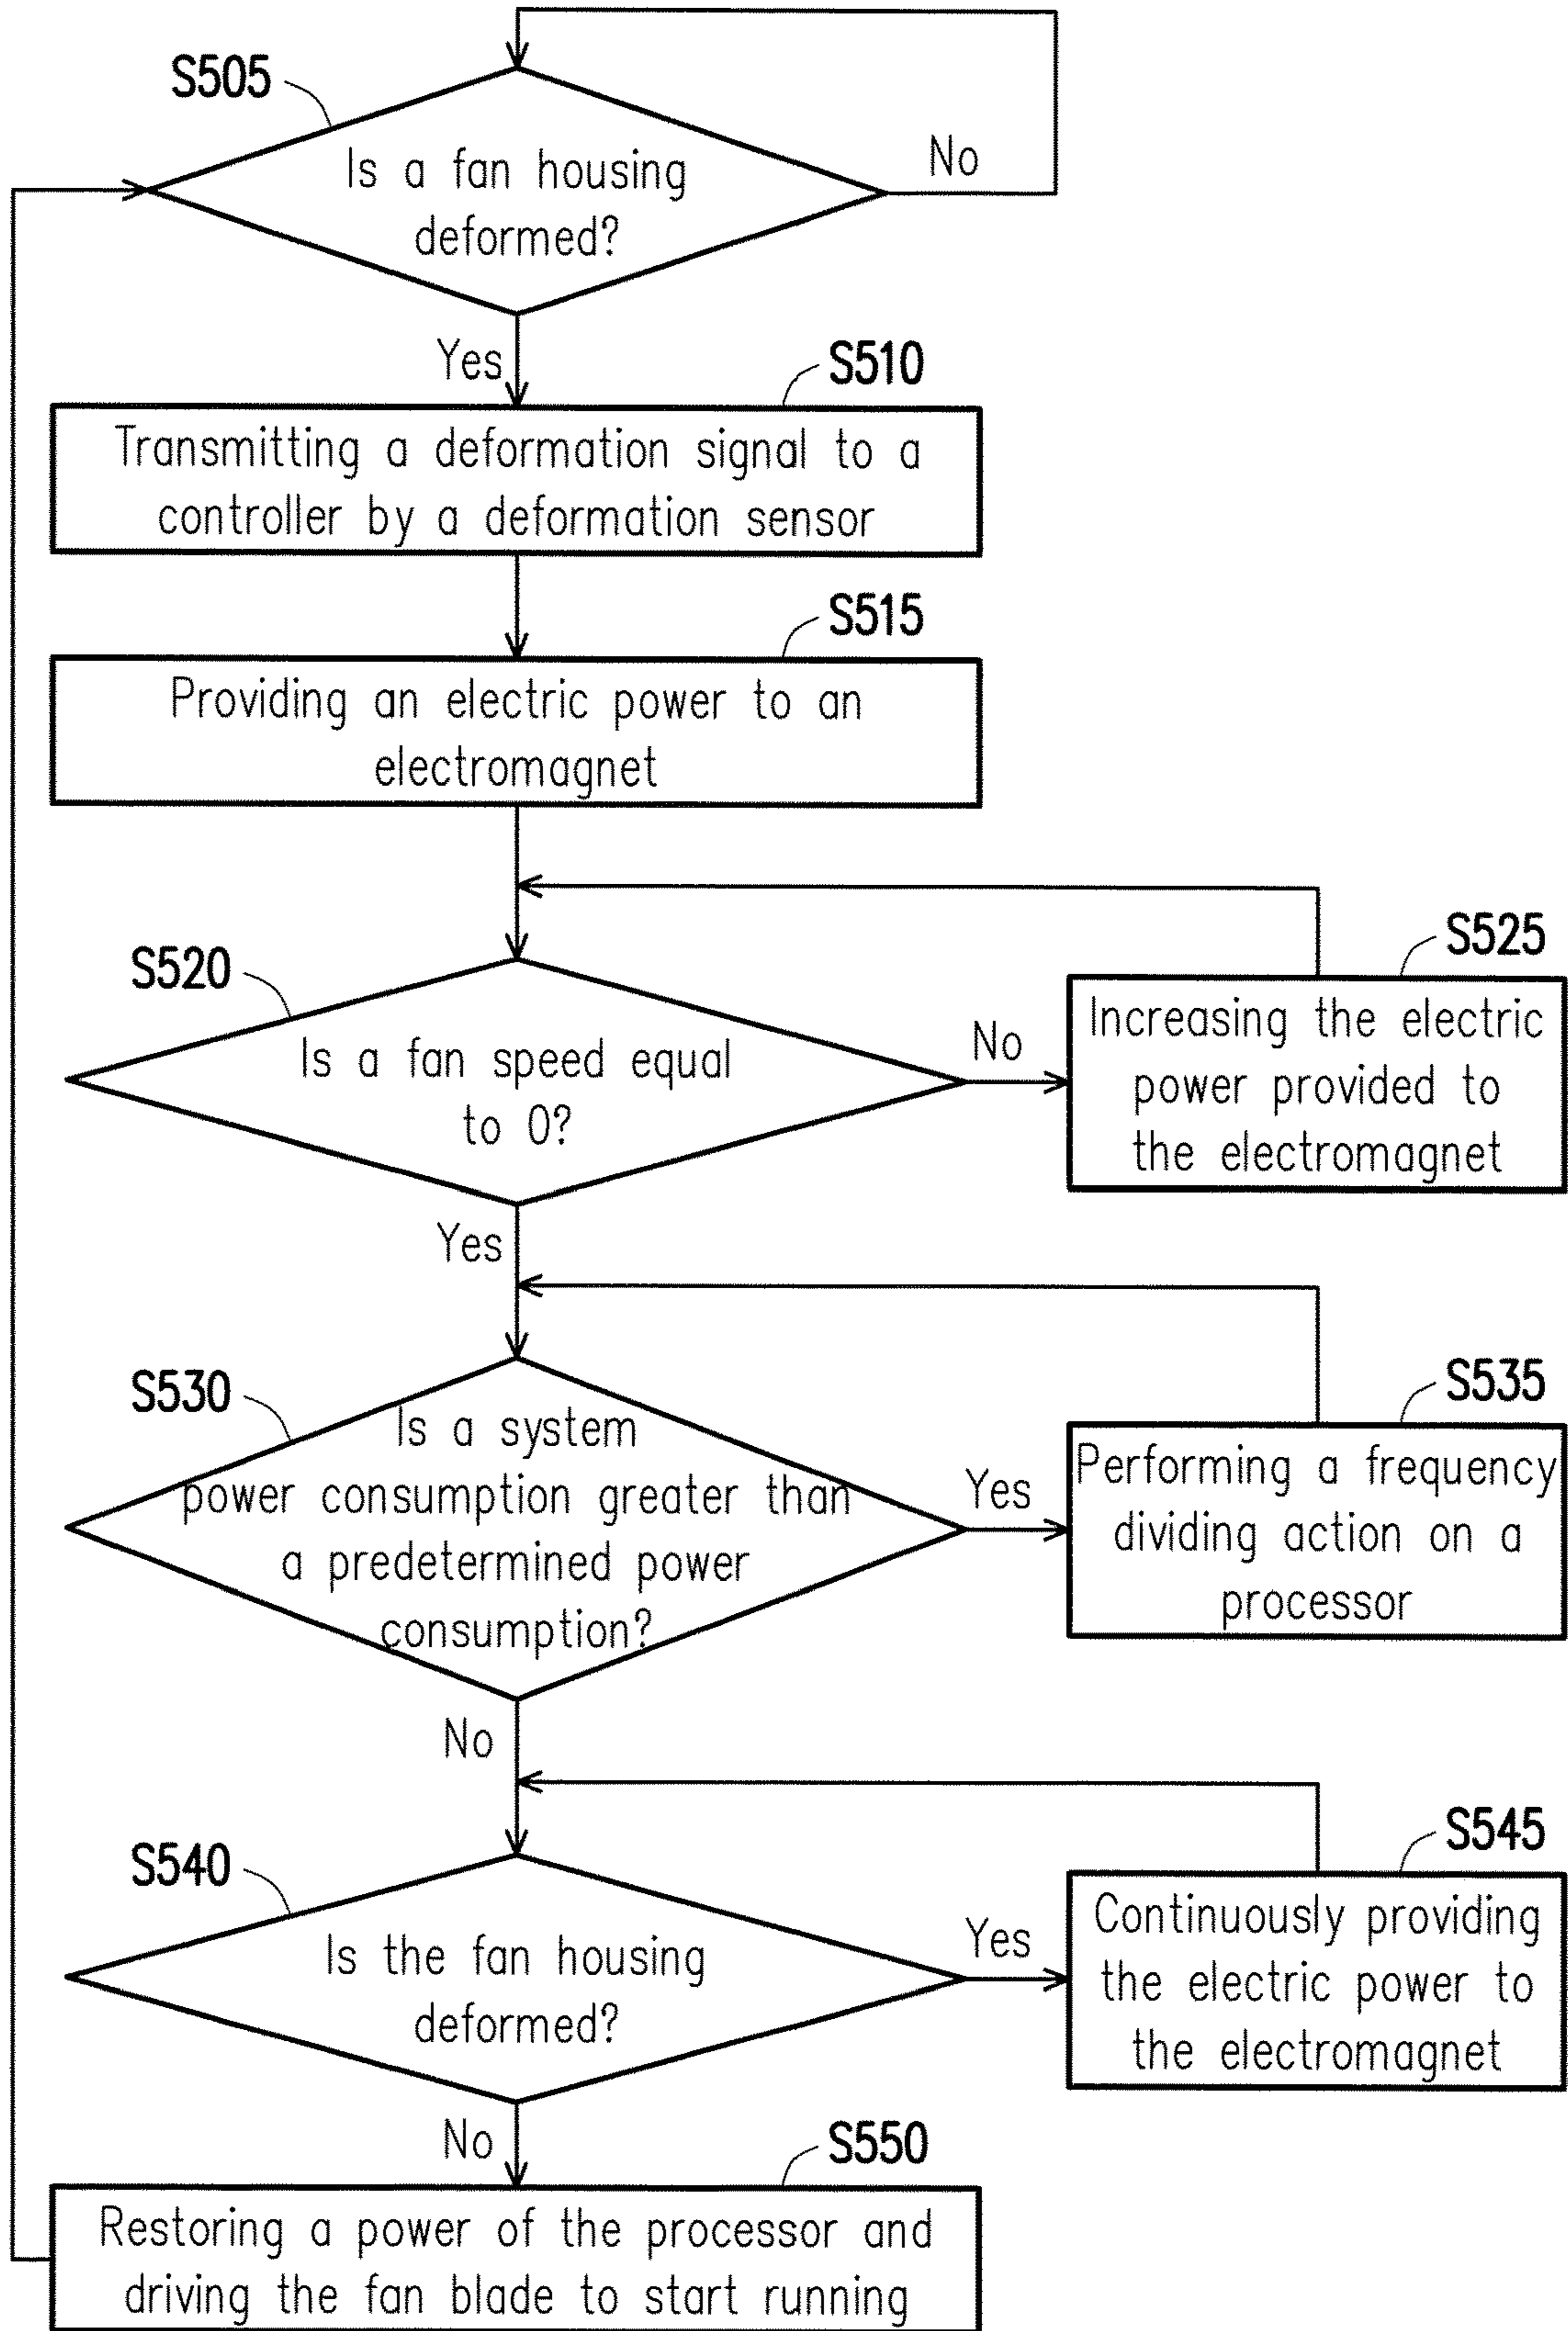 S505
Is a fan housing
deformed?
No
Yes
S510
Transmitting a deformation signal to a
controller by a deformation sensor
S515
Providing an electric power to an
electromagnet
S520
Is a fan speed equal
to 0?
No
S525
Increasing the electric
power provided to
the electromagnet
Yes
S530
Is a system
power consumption greater than
a predetermined power
consumption?
Yes
S535
Performing a frequency
dividing action on a
processor
No
S540
Is the fan housing
deformed?
Yes
S545
Continuously providing
the electric power to
the electromagnet
No
S550
Restoring a power of the processor and
driving the fan blade to start running